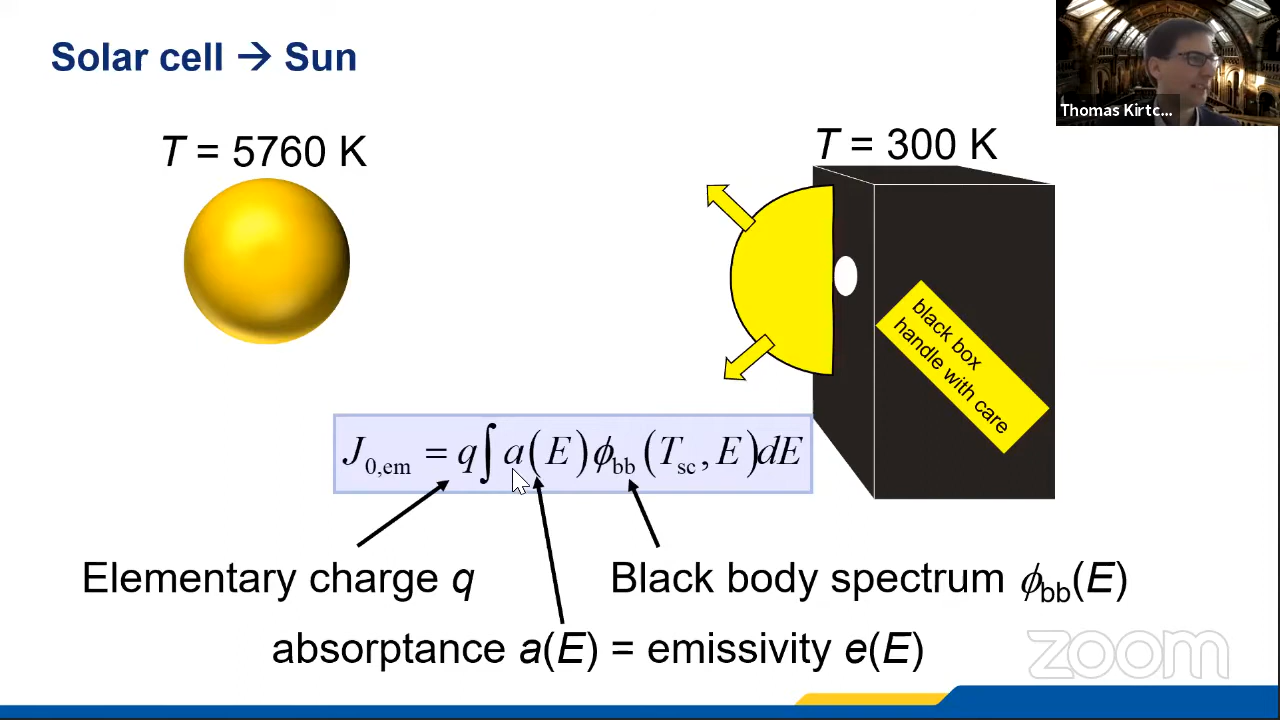 Solar cell → Sun
Thomas Kirtc...
T = 5760 K
T = 300 K
black box
handle with care
J0,em = q∫a(E)ϕbb(Tsc,E)dE
Elementary charge q
Black body spectrum ϕbb(E)
absorptance a(E) = emissivity e(E)
zoom